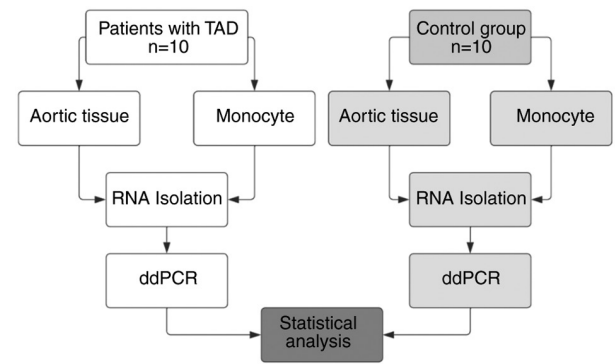 Patients with TAD
n=10
Control group
n=10
Aortic tissue
Monocyte
Aortic tissue
Monocyte
RNA Isolation
RNA Isolation
ddPCR
ddPCR
Statistical
analysis